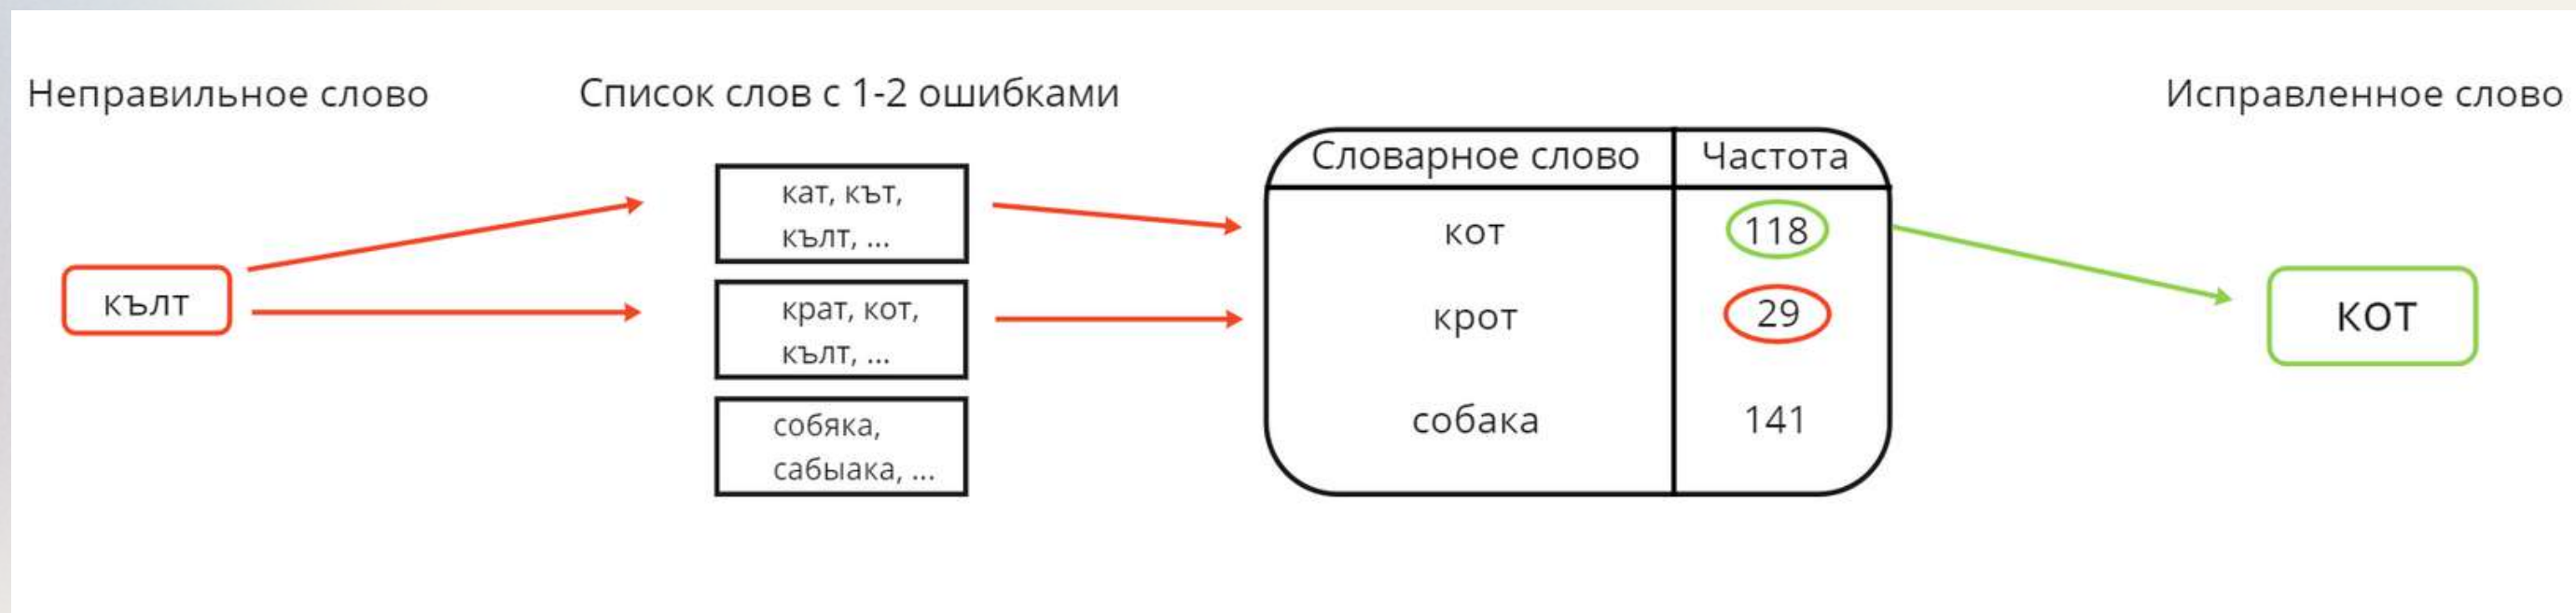 Неправильное слово
Список слов с 1-2 ошибками
Исправленное слово
кълт
кат, кът,
кълт, ...
крат, кот,
кълт, ...
собяка,
сабыака, ...
Словарное слово Частота
кот 118
крот 29
собака 141
кот